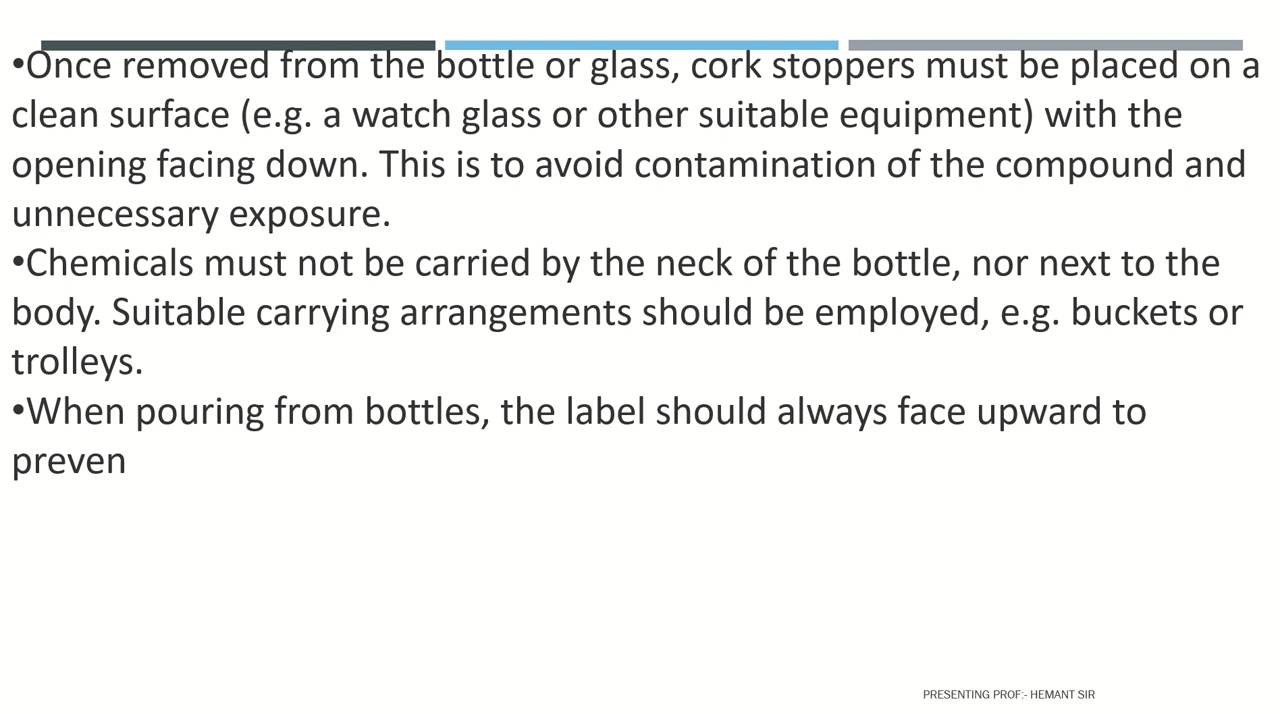 •Once removed from the bottle or glass, cork stoppers must be placed on a
clean surface (e.g. a watch glass or other suitable equipment) with the
opening facing down. This is to avoid contamination of the compound and
unnecessary exposure.
•Chemicals must not be carried by the neck of the bottle, nor next to the
body. Suitable carrying arrangements should be employed, e.g. buckets or
trolleys.
•When pouring from bottles, the label should always face upward to
preven
PRESENTING PROF:- HEMANT SIR